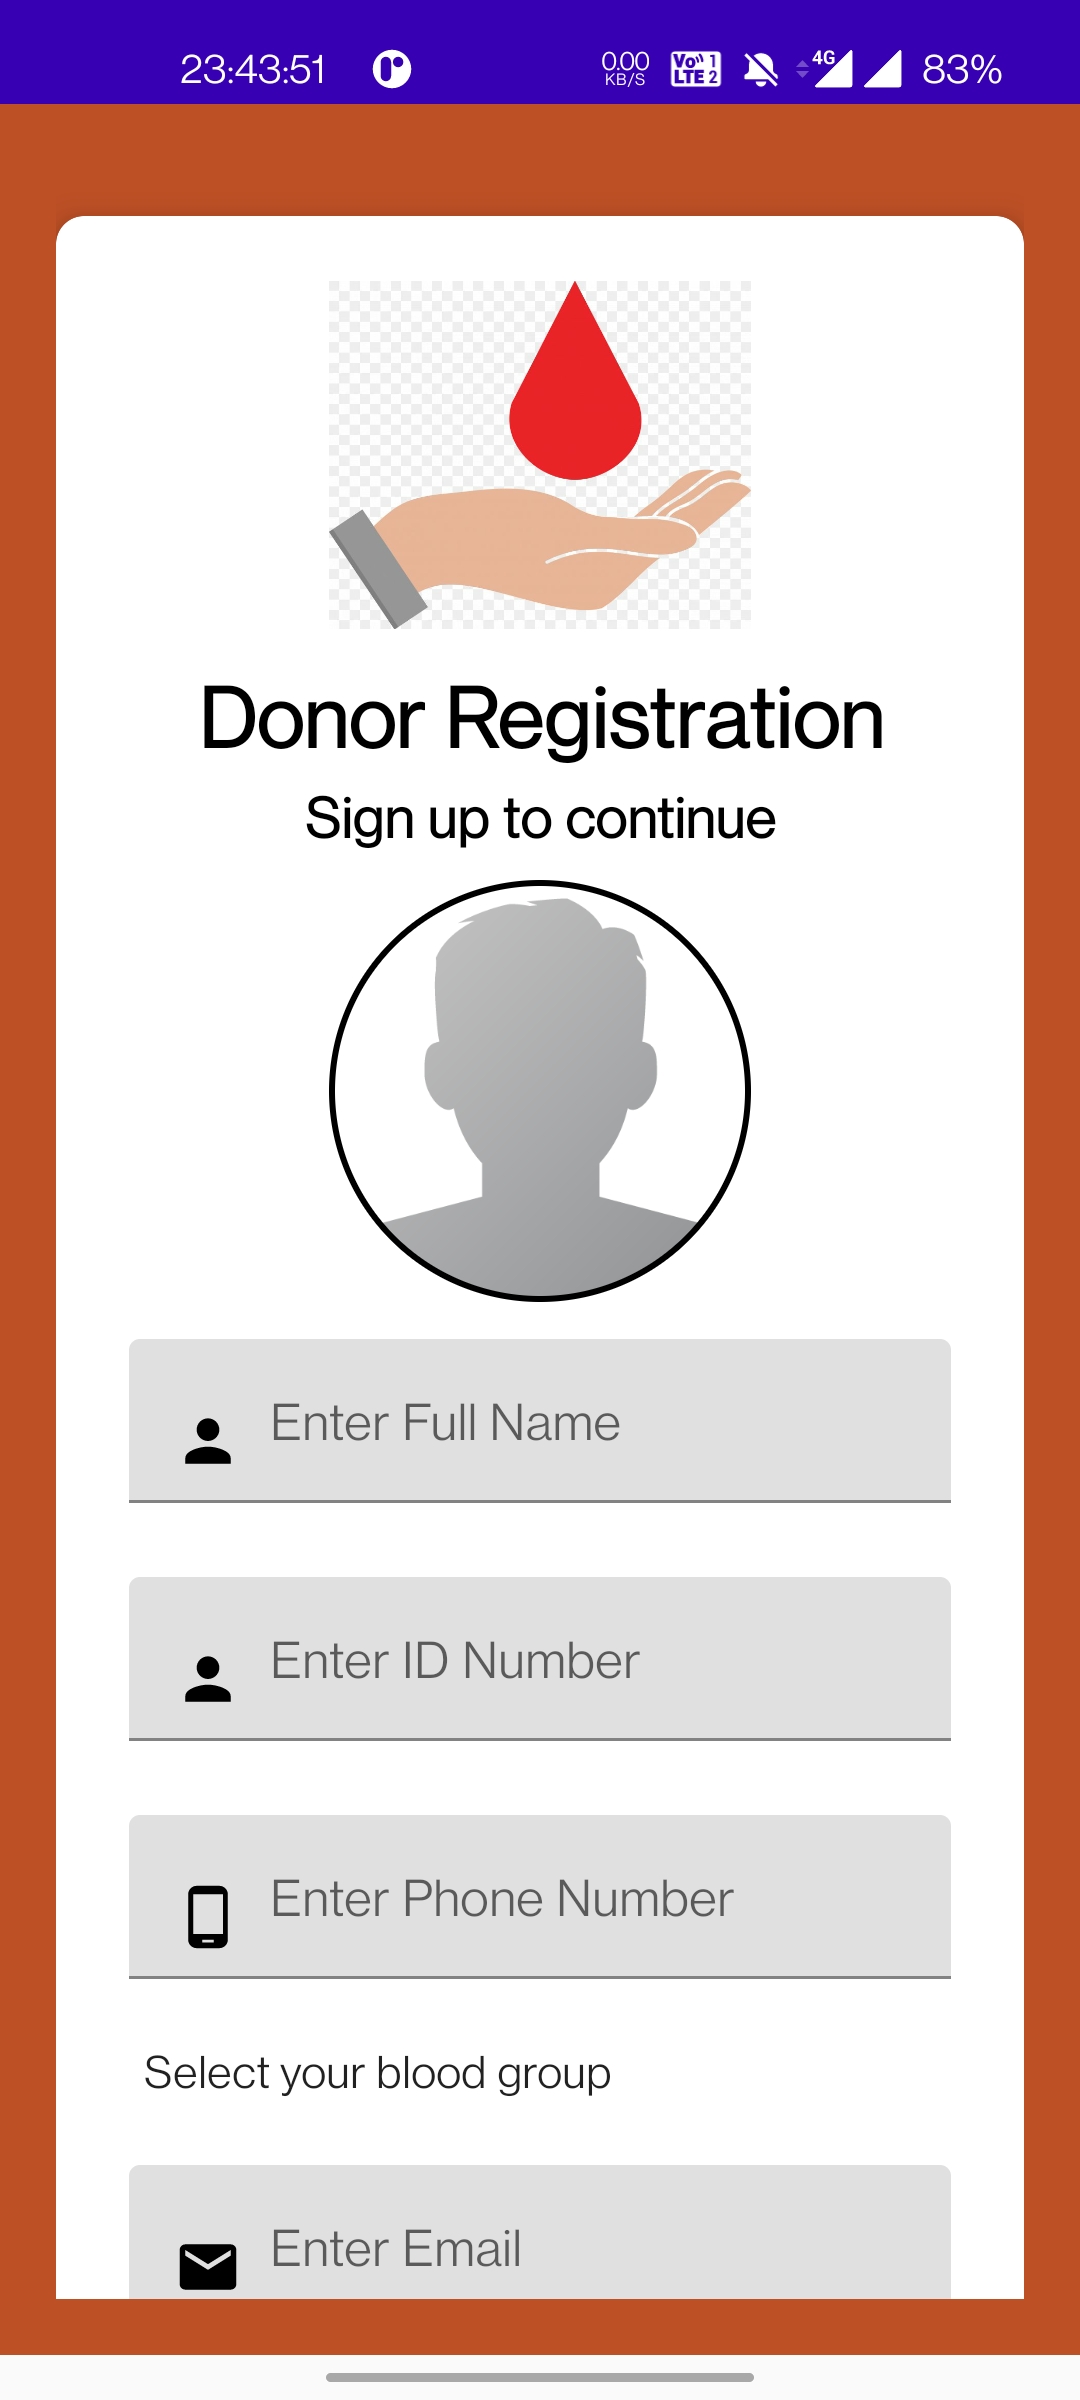 23:43:51 0.00 KB/S Vo)) 1 LTE 2 4G 83%
Donor Registration
Sign up to continue
Enter Full Name
Enter ID Number
Enter Phone Number
Select your blood group
Enter Email